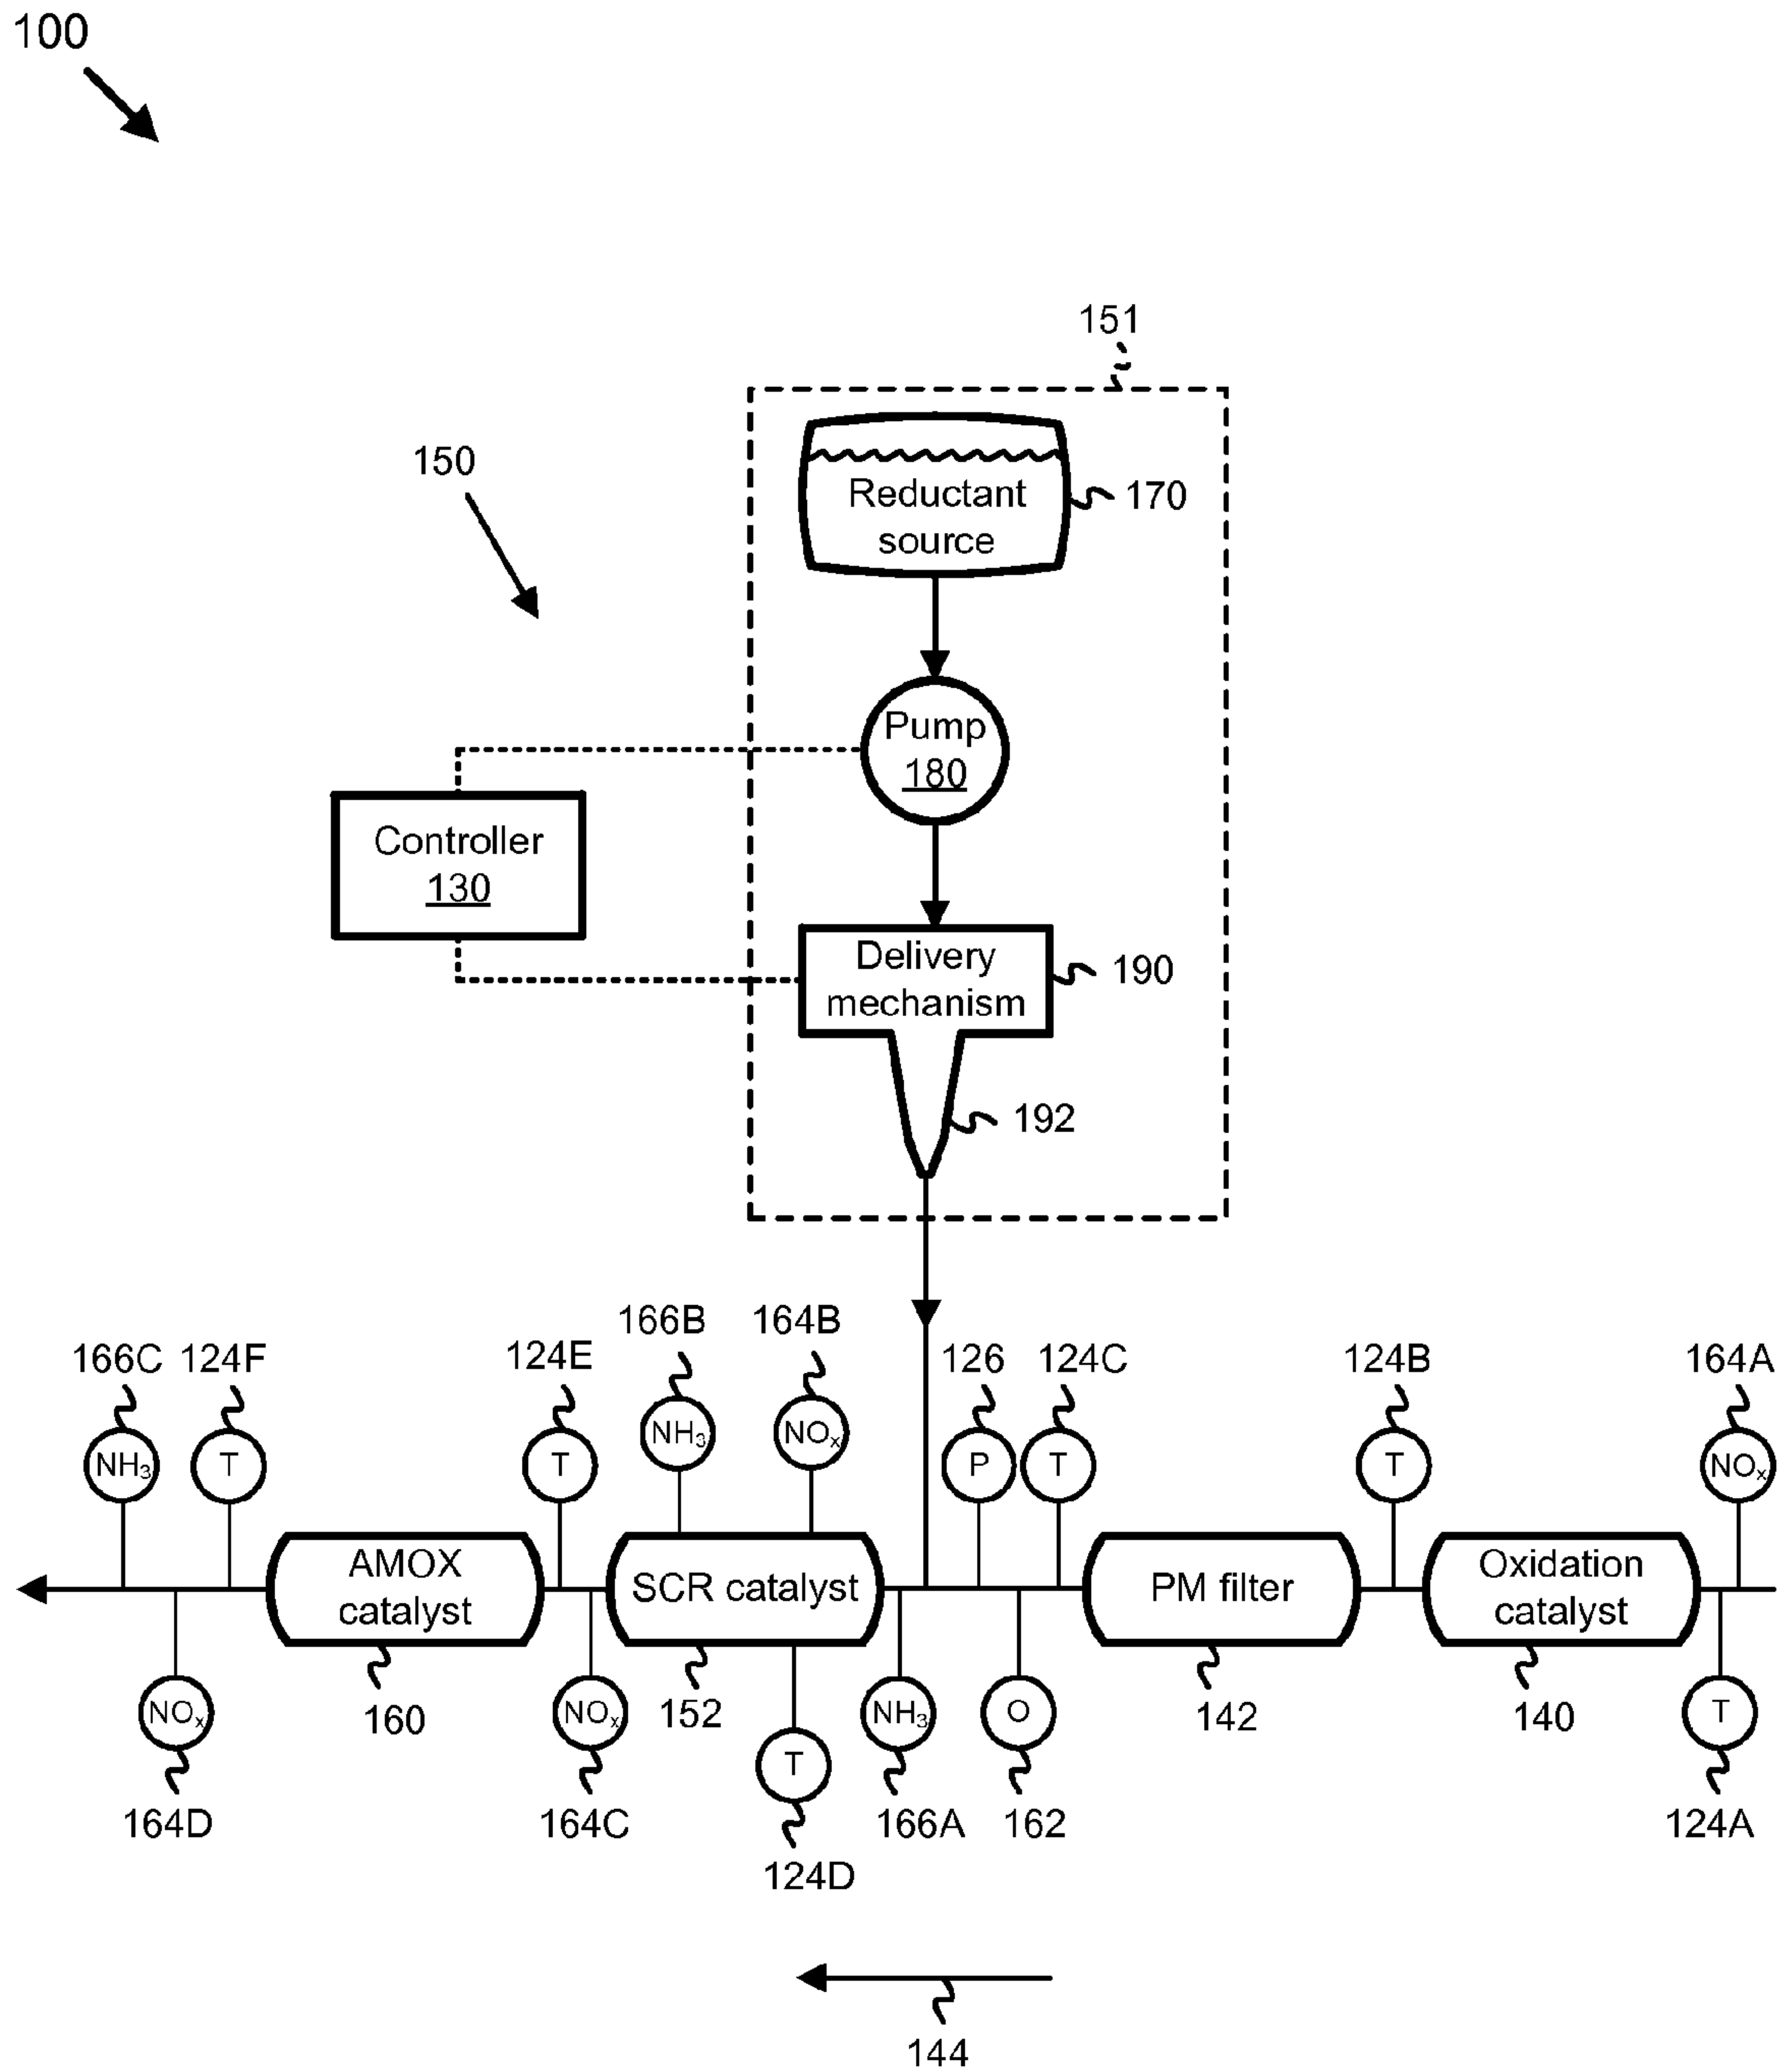 100
151
150
Reductant
source
170
Pump
180
Controller
130
Delivery
mechanism
190
192
166C
124F
124E
166B
164B
126
124C
124B
164A
NH₃
T
T
NH₃
NOₓ
P
T
T
NOₓ
AMOX
catalyst
SCR catalyst
PM filter
Oxidation
catalyst
NOₓ
160
NOₓ
152
T
NH₃
O
142
140
T
164D
164C
124D
166A
162
124A
144